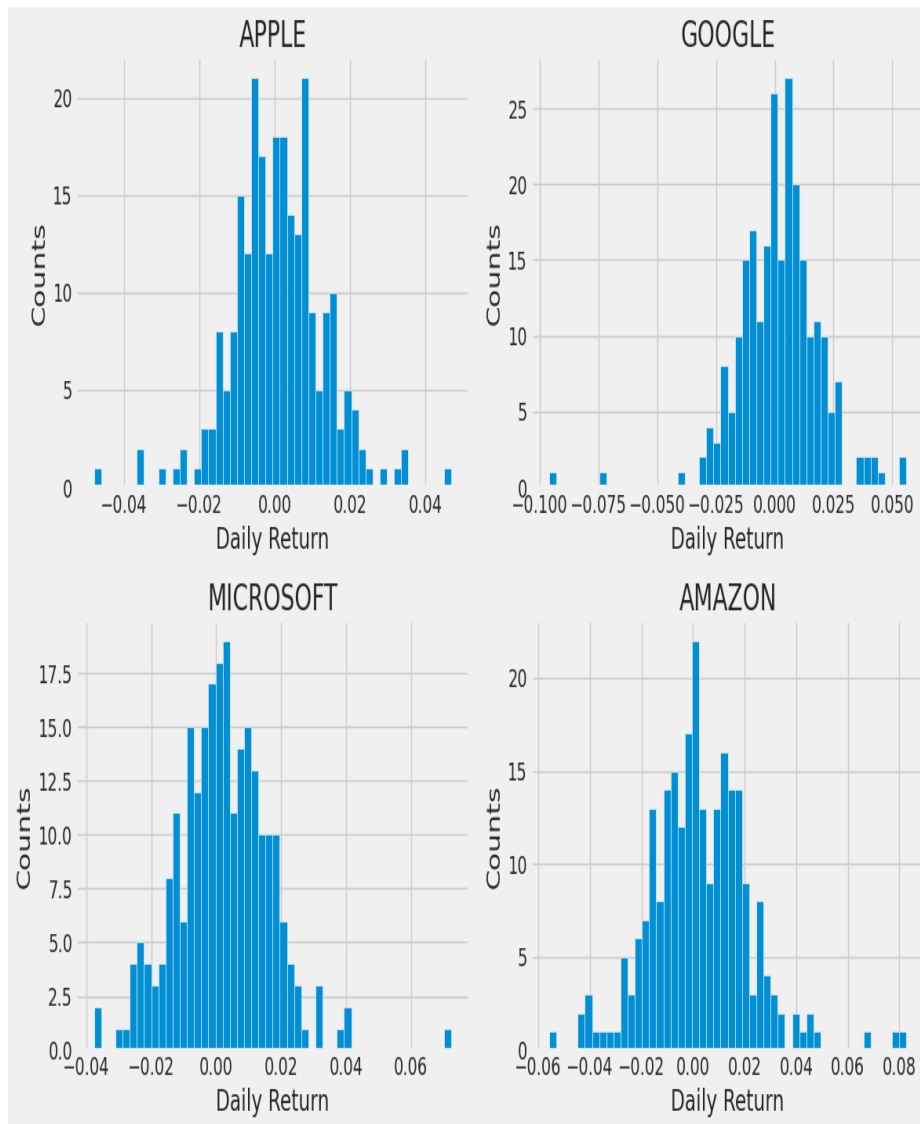 APPLE
20
15
10
5
0
Counts
−0.04 −0.02 0.00 0.02 0.04
Daily Return
GOOGLE
25
20
15
10
5
0
Counts
−0.100 −0.075 −0.050 −0.025 0.000 0.025 0.050
Daily Return
MICROSOFT
17.5
15.0
12.5
10.0
7.5
5.0
2.5
0.0
Counts
−0.04 −0.02 0.00 0.02 0.04 0.06
Daily Return
AMAZON
20
15
10
5
0
Counts
−0.06 −0.04 −0.02 0.00 0.02 0.04 0.06 0.08
Daily Return